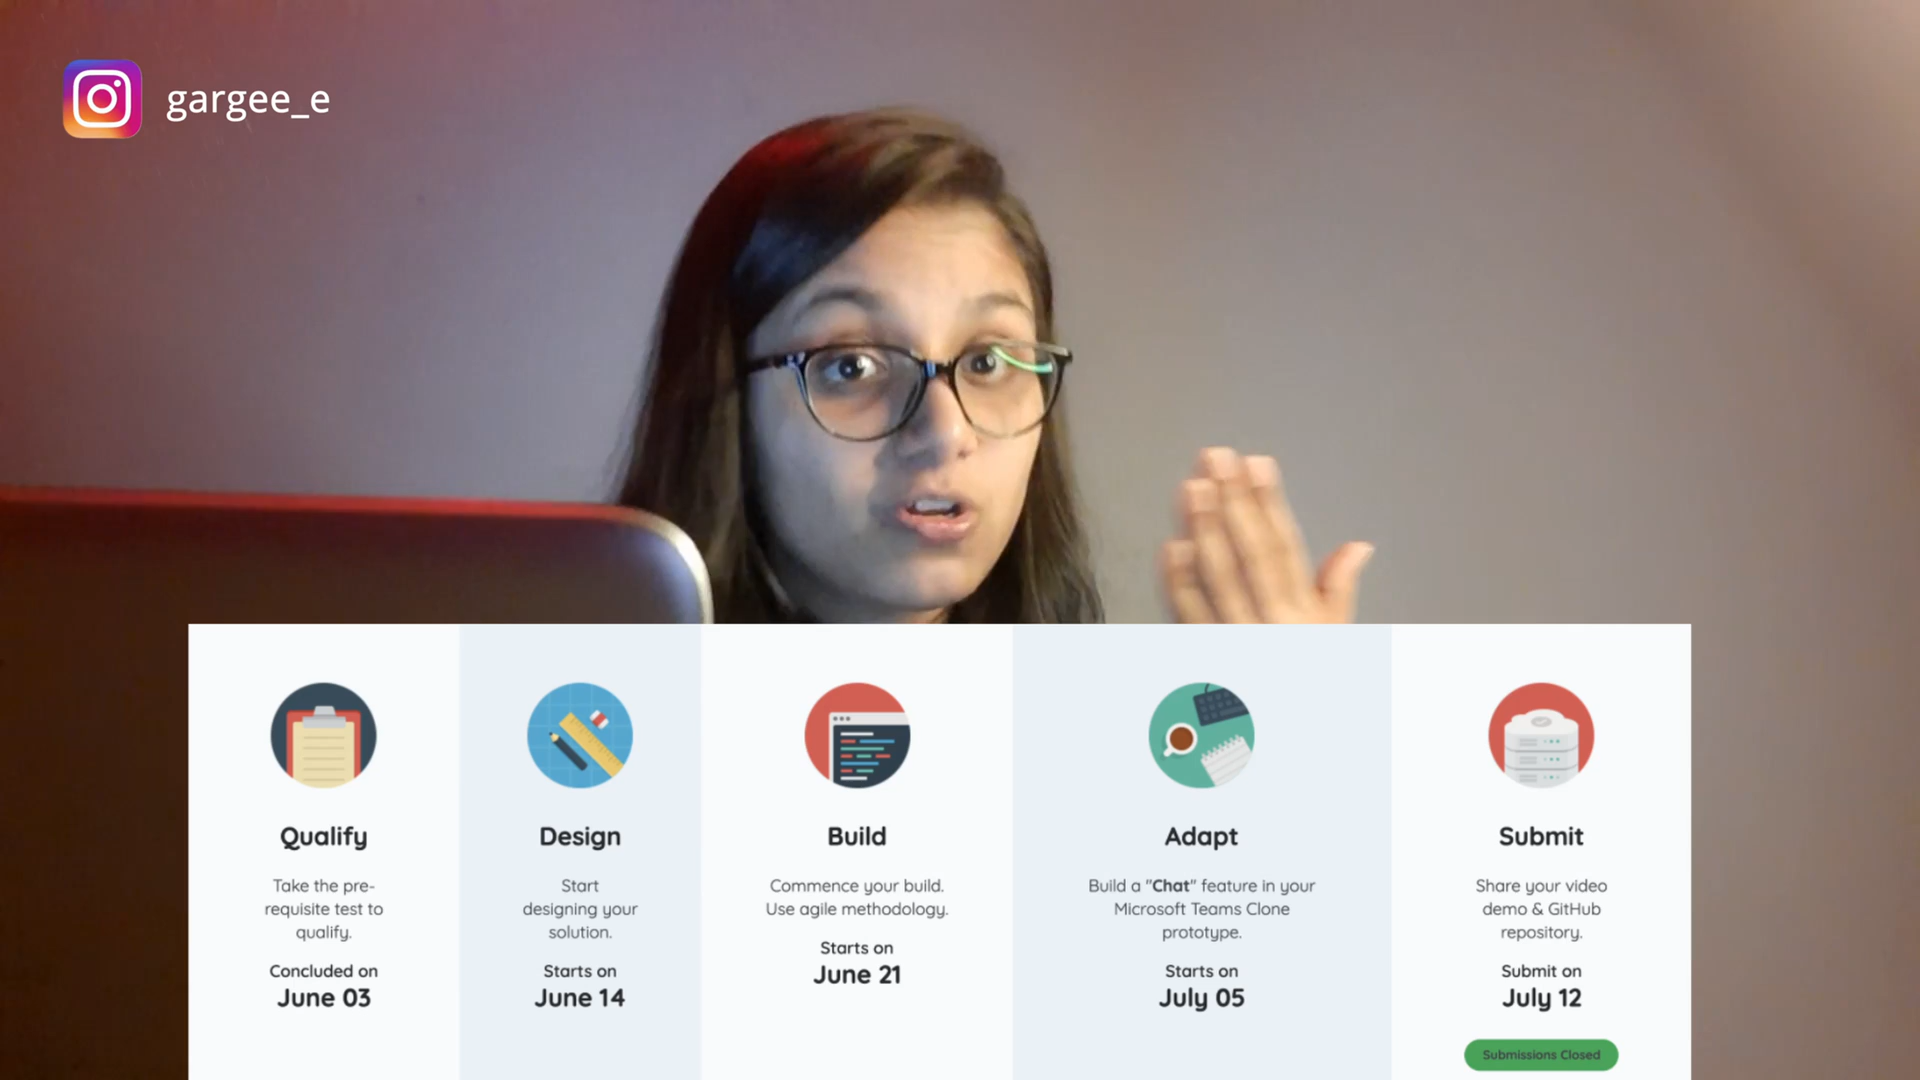 gargee_e
Qualify
Take the pre-
requisite test to
qualify.
Concluded on
June 03
Design
Start
designing your
solution.
Starts on
June 14
Build
Commence your build.
Use agile methodology.
Starts on
June 21
Adapt
Build a "Chat" feature in your
Microsoft Teams Clone
prototype.
Starts on
July 05
Submit
Share your video
demo & GitHub
repository.
Submit on
July 12
Submissions Closed